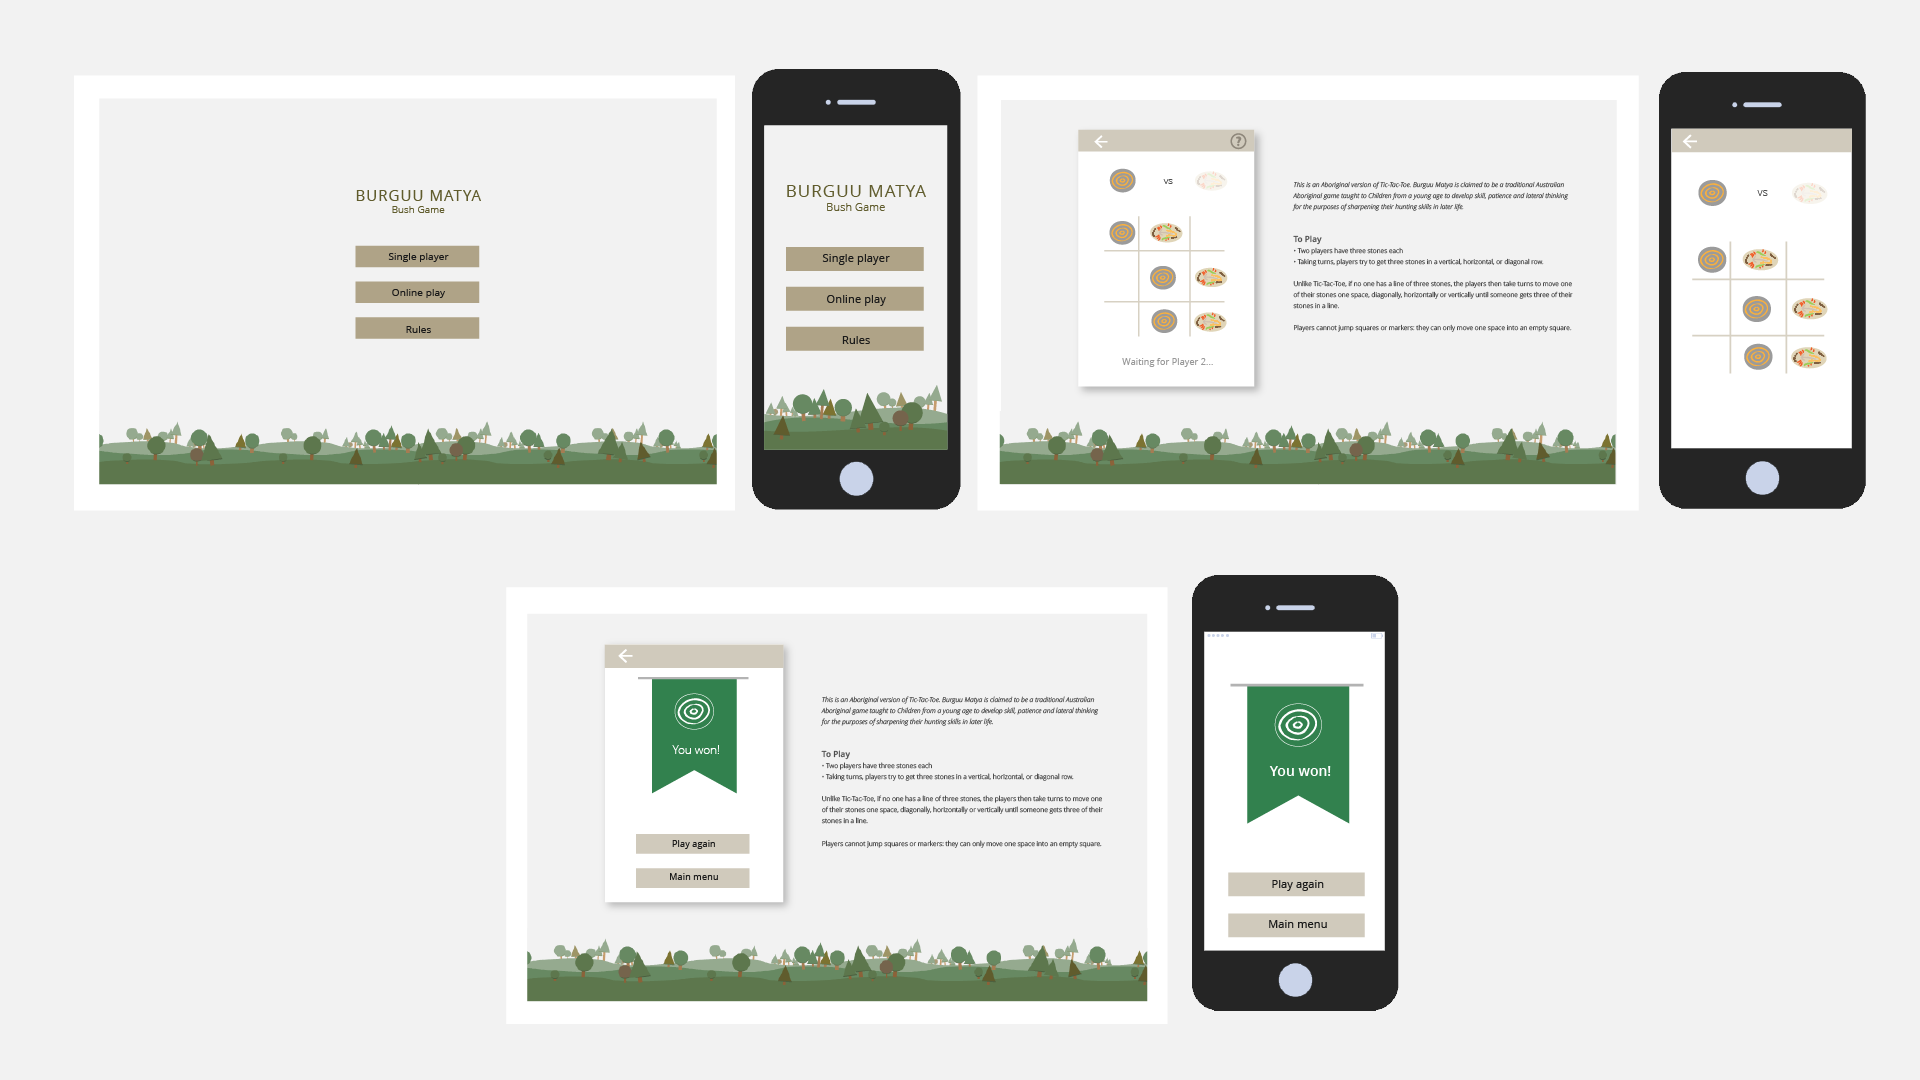 BURGUU MATYA
Bush Game
Single player
Online play
Rules
BURGUU MATYA
Bush Game
Single player
Online play
Rules
?
VS
Waiting for Player 2...
This is an Aboriginal version of Tic-Tac-Toe. Burguu Matya is claimed to be a traditional Australian
Aboriginal game taught to Children from a young age to develop skill, patience and lateral thinking
for the purposes of sharpening their hunting skills in later life.
To Play
• Two players have three stones each
• Taking turns, players try to get three stones in a vertical, horizontal, or diagonal row.
Unlike Tic-Tac-Toe, if no one has a line of three stones, the players then take turns to move one
of their stones one space, diagonally, horizontally or vertically until someone gets three of their
stones in a line.
Players cannot jump squares or markers: they can only move one space into an empty square.
VS
You won!
Play again
Main menu
This is an Aboriginal version of Tic-Tac-Toe. Burguu Matya is claimed to be a traditional Australian
Aboriginal game taught to Children from a young age to develop skill, patience and lateral thinking
for the purposes of sharpening their hunting skills in later life.
To Play
• Two players have three stones each
• Taking turns, players try to get three stones in a vertical, horizontal, or diagonal row.
Unlike Tic-Tac-Toe, if no one has a line of three stones, the players then take turns to move one
of their stones one space, diagonally, horizontally or vertically until someone gets three of their
stones in a line.
Players cannot jump squares or markers: they can only move one space into an empty square.
You won!
Play again
Main menu